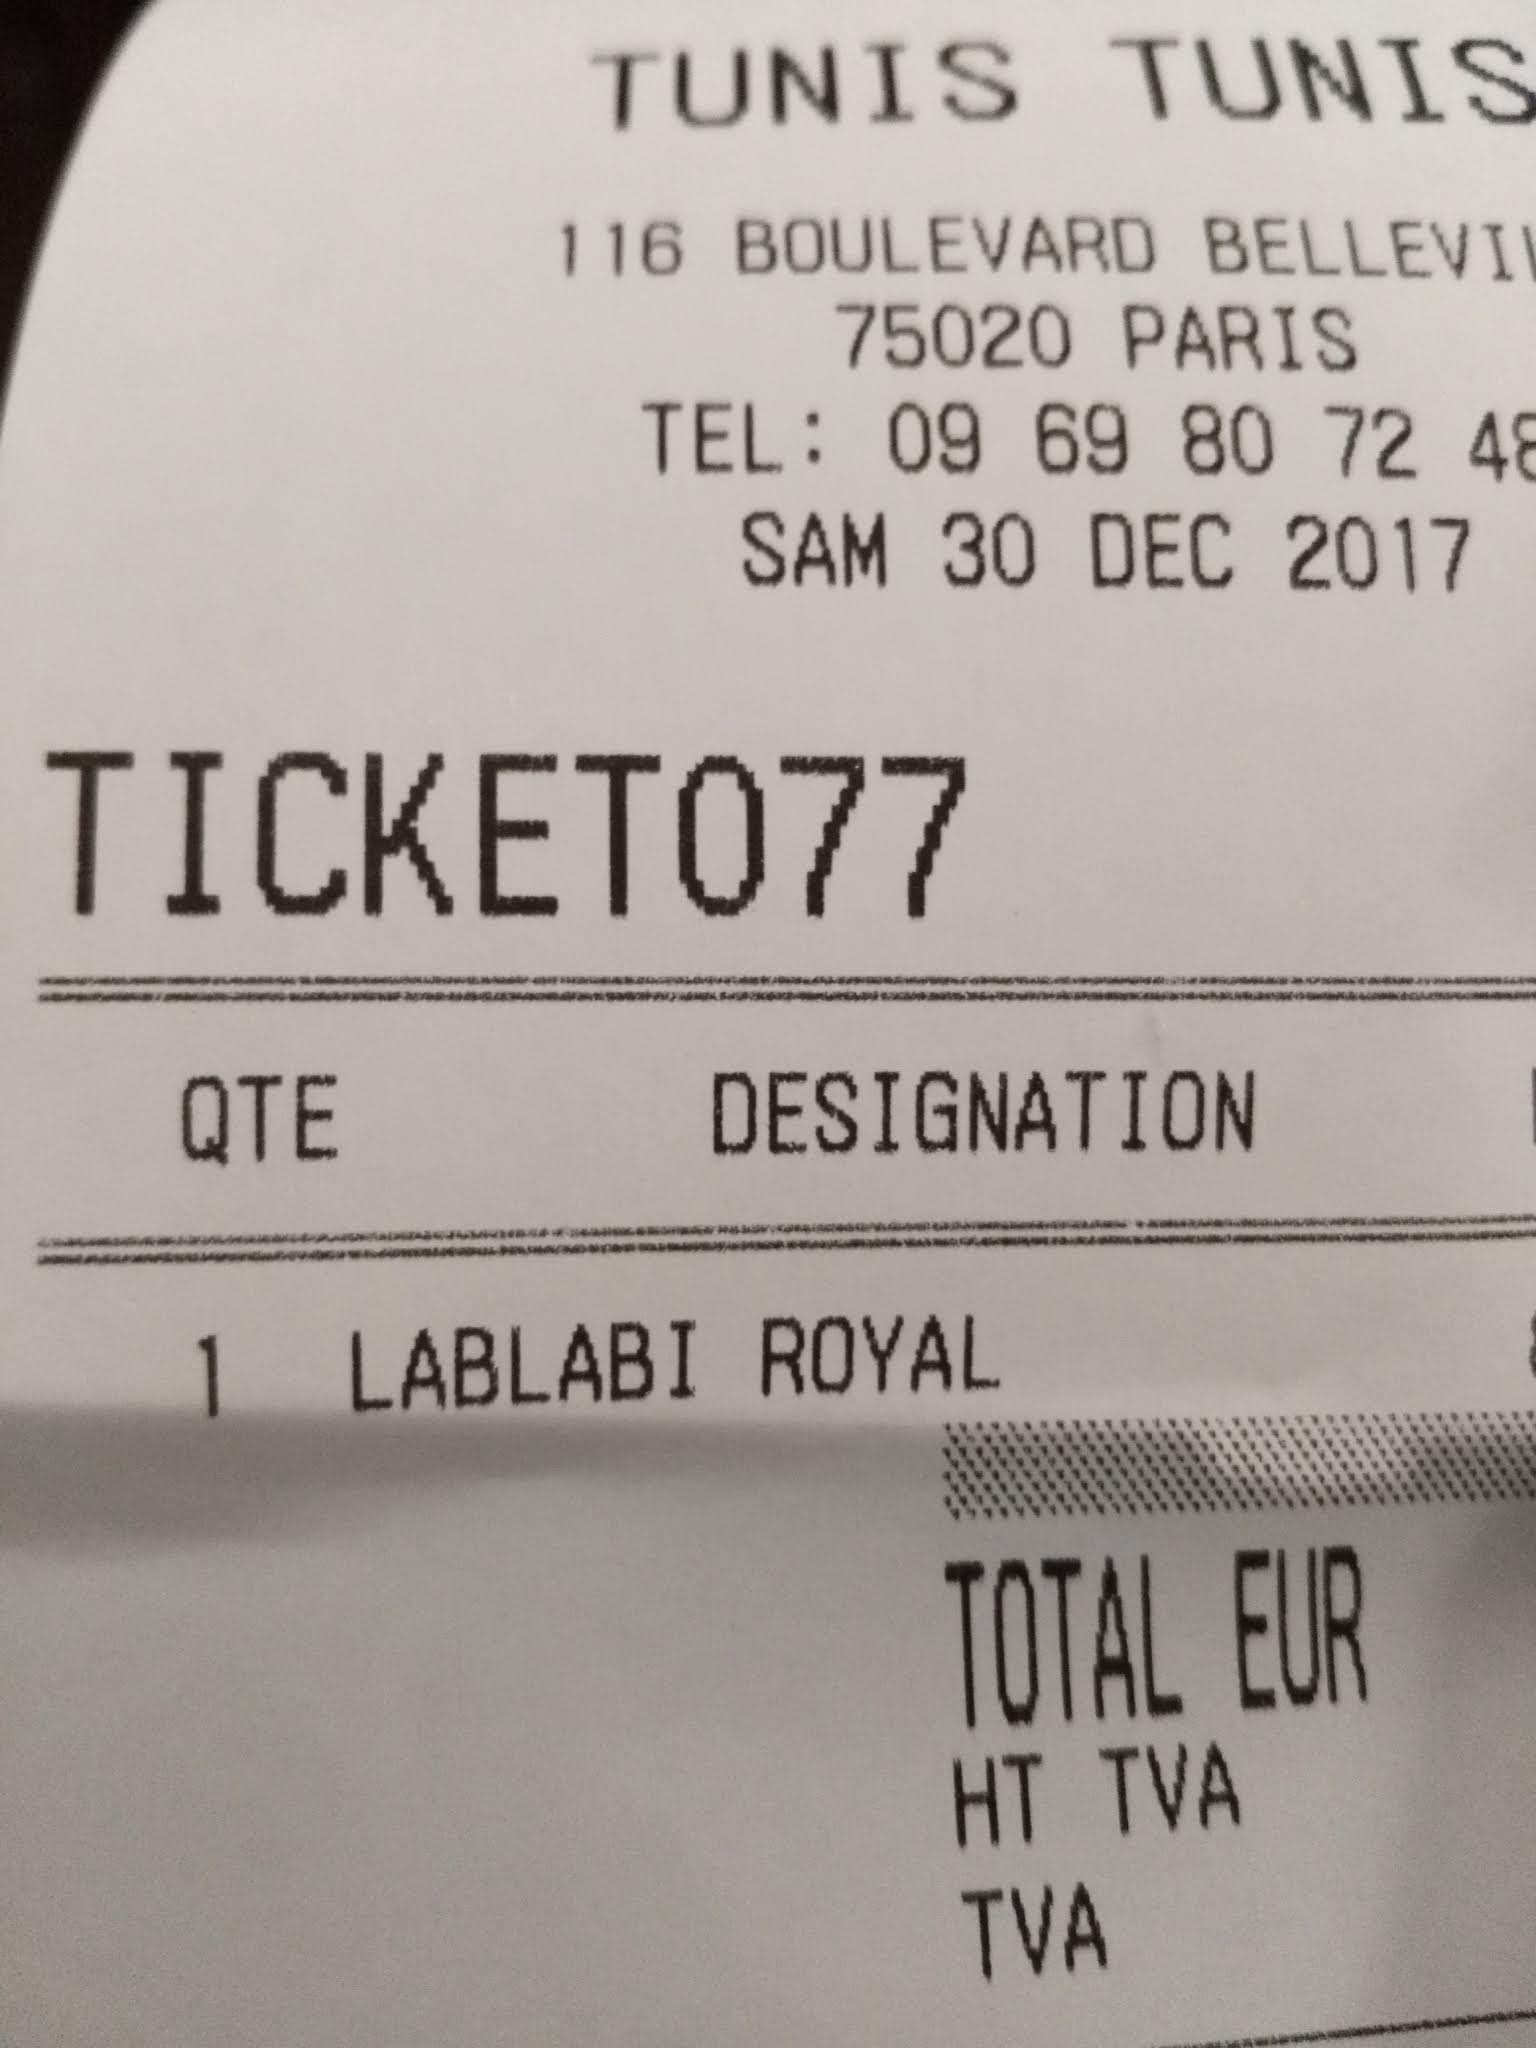 TUNIS TUNIS
116 BOULEVARD
75020 PARIS
TEL: 09 69 80 72 48
SAM 30 DEC 2017
TICKET077
QTE DESIGNATION
1 LABLABI ROYAL
TOTAL EUR
HT TVA
TVA